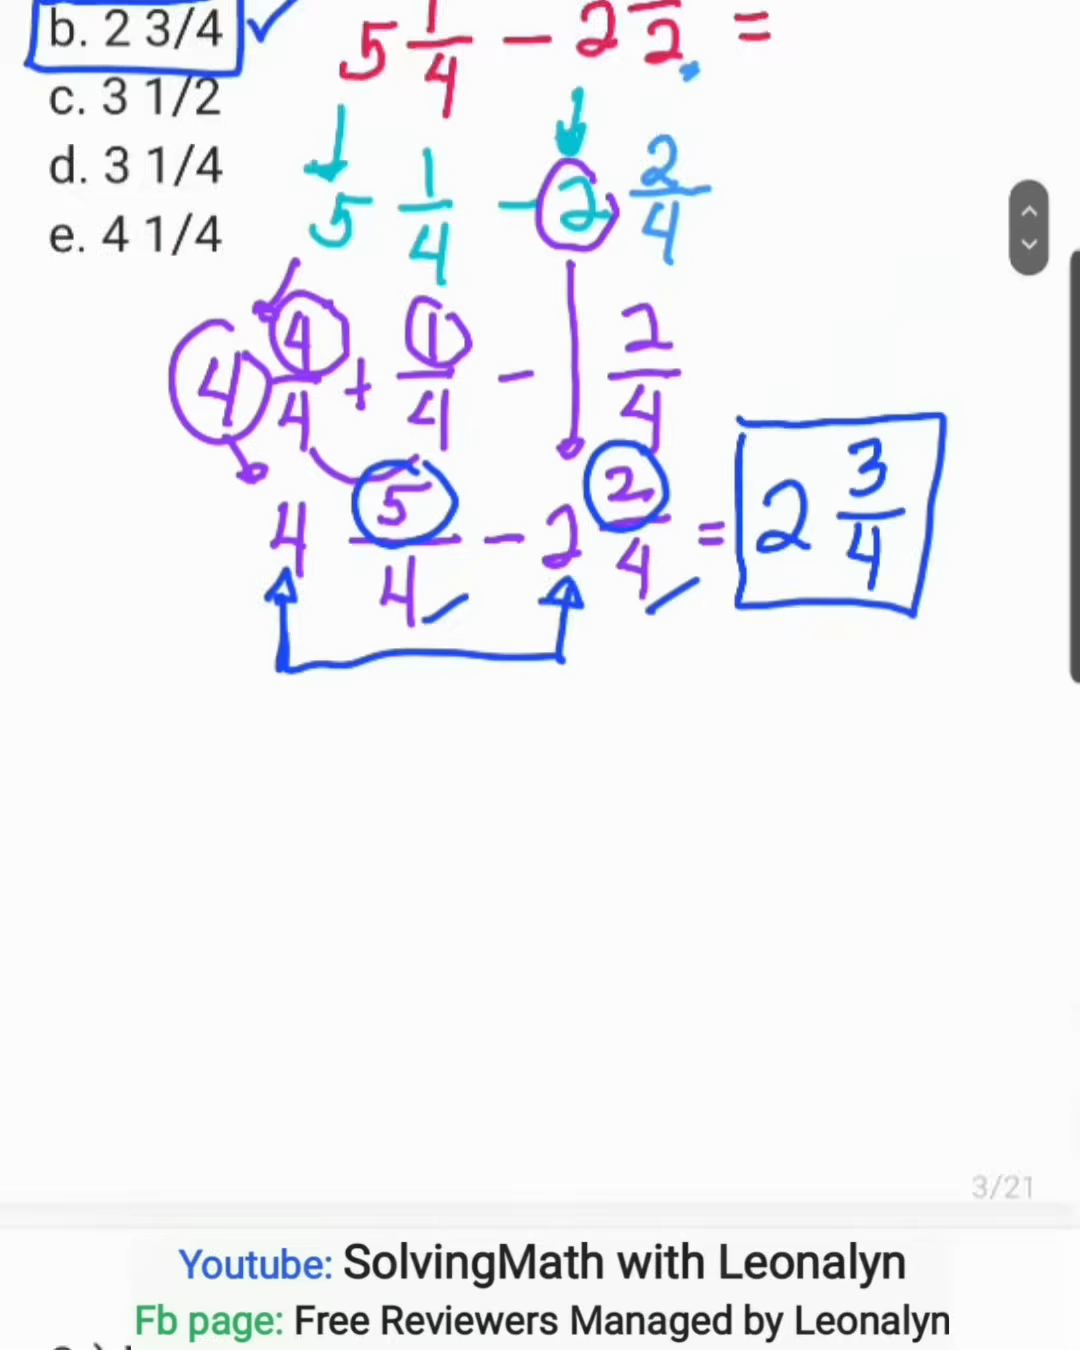 b. 2 3/4
5 1/4 - 2 1/2 =
c. 3 1/2
d. 3 1/4
5 1/4 - 2 2/4
e. 4 1/4
4 4/4 + 1/4 - 2/4
4 5/4 - 2 2/4 = 2 3/4
3/21
Youtube: SolvingMath with Leonalyn
Fb page: Free Reviewers Managed by Leonalyn